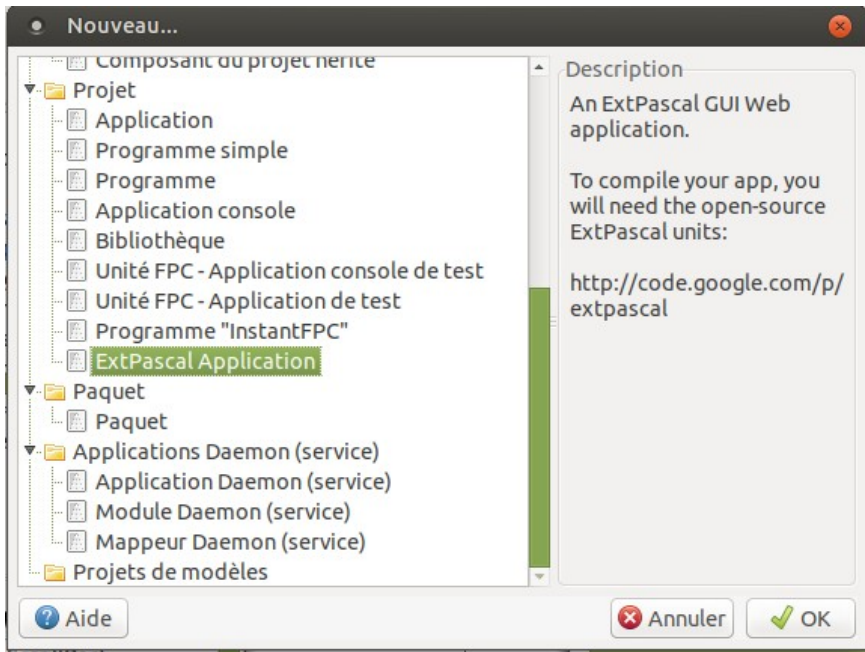 Nouveau...
Composant du projet hérité
Projet
Application
Programme simple
Programme
Application console
Bibliothèque
Unité FPC - Application console de test
Unité FPC - Application de test
Programme "InstantFPC"
ExtPascal Application
Paquet
Paquet
Applications Daemon (service)
Application Daemon (service)
Module Daemon (service)
Mappeur Daemon (service)
Projets de modèles
Description
An ExtPascal GUI Web
application.
To compile your app, you
will need the open-source
ExtPascal units:
http://code.google.com/p/
extpascal
Aide
Annuler
OK